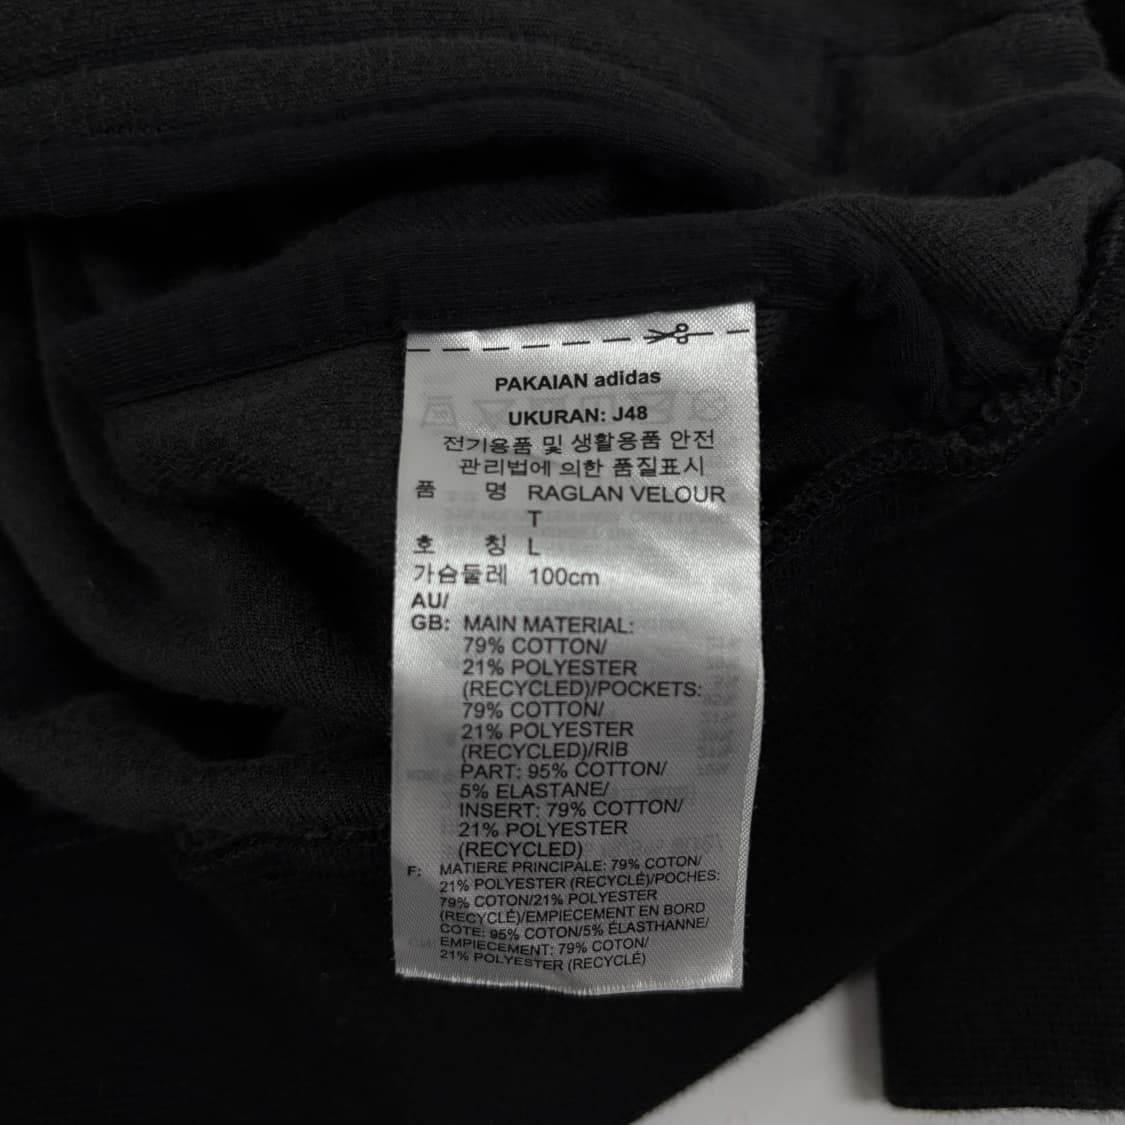 PAKAIAN adidas
UKURAN: J48
전기용품 및 생활용품 안전
관리법에 의한 품질표시
품 명 RAGLAN VELOUR
T
호 칭 L
가슴둘레 100cm
AU/
GB: MAIN MATERIAL:
79% COTTON/
21% POLYESTER
(RECYCLED)/POCKETS:
79% COTTON/
21% POLYESTER
(RECYCLED)/RIB
PART: 95% COTTON/
5% ELASTANE/
INSERT: 79% COTTON/
21% POLYESTER
(RECYCLED)
F: MATIERE PRINCIPALE: 79% COTON/
21% POLYESTER (RECYCLÉ)/POCHES:
79% COTON/21% POLYESTER
(RECYCLÉ)/EMPIECEMENT EN BORD
COTE: 95% COTON/5% ÉLASTHANNE/
EMPIECEMENT: 79% COTON/
21% POLYESTER (RECYCLÉ)